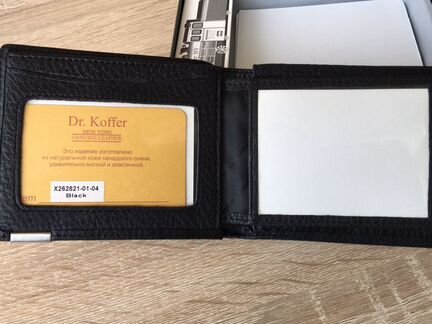 Dr. Koffer
NEW YORK
GENUINE LEATHER
Это изделие изготовлено
из натуральной кожи канадского оленя,
удивительно мягкой и эластичной.
X262821-01-04
Black
em